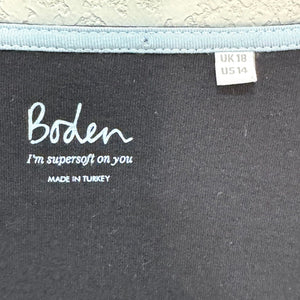 UK 18
US 14
Boden
I'm supersoft on you
MADE IN TURKEY